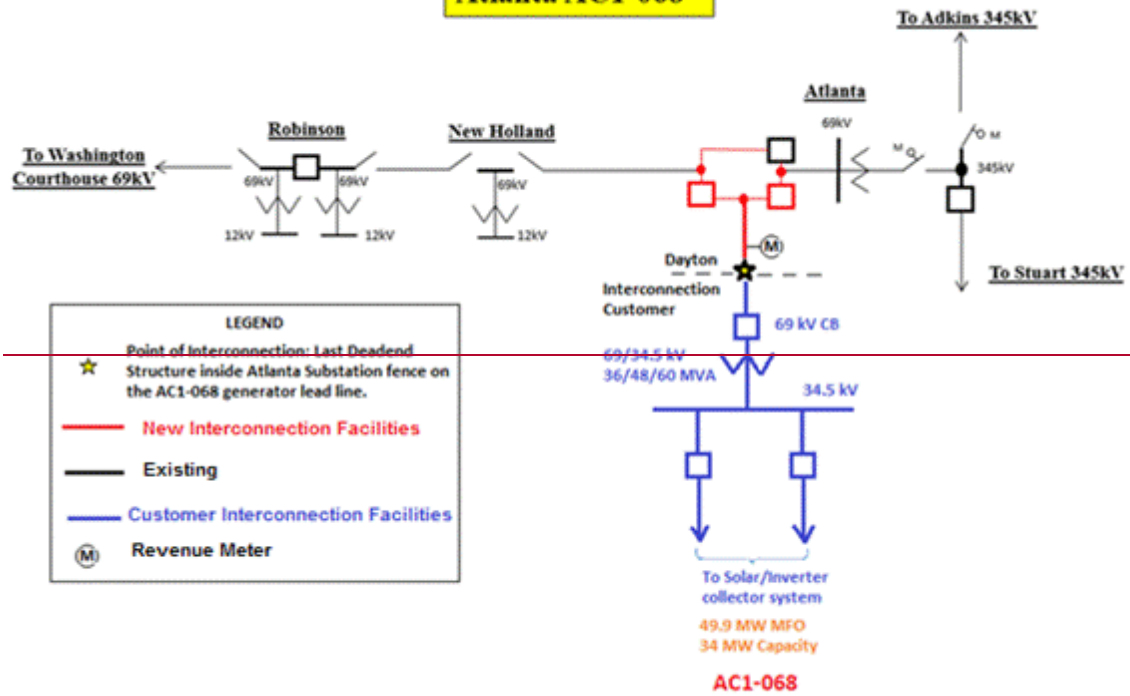 Atlanta AC1-068
To Adkins 345kV
Atlanta
69kV
M
M
345kV
Robinson
New Holland
To Washington
Courthouse 69kV
69kV
69kV
69kV
12kV
12kV
12kV
M
Dayton
To Stuart 345kV
Interconnection
Customer
69 kV CB
69/34.5 kV
36/48/60 MVA
34.5 kV
LEGEND
Point of Interconnection: Last Deadend
Structure inside Atlanta Substation fence on
the AC1-068 generator lead line.
New Interconnection Facilities
Existing
Customer Interconnection Facilities
M
Revenue Meter
To Solar/Inverter
collector system
49.9 MW MFO
34 MW Capacity
AC1-068